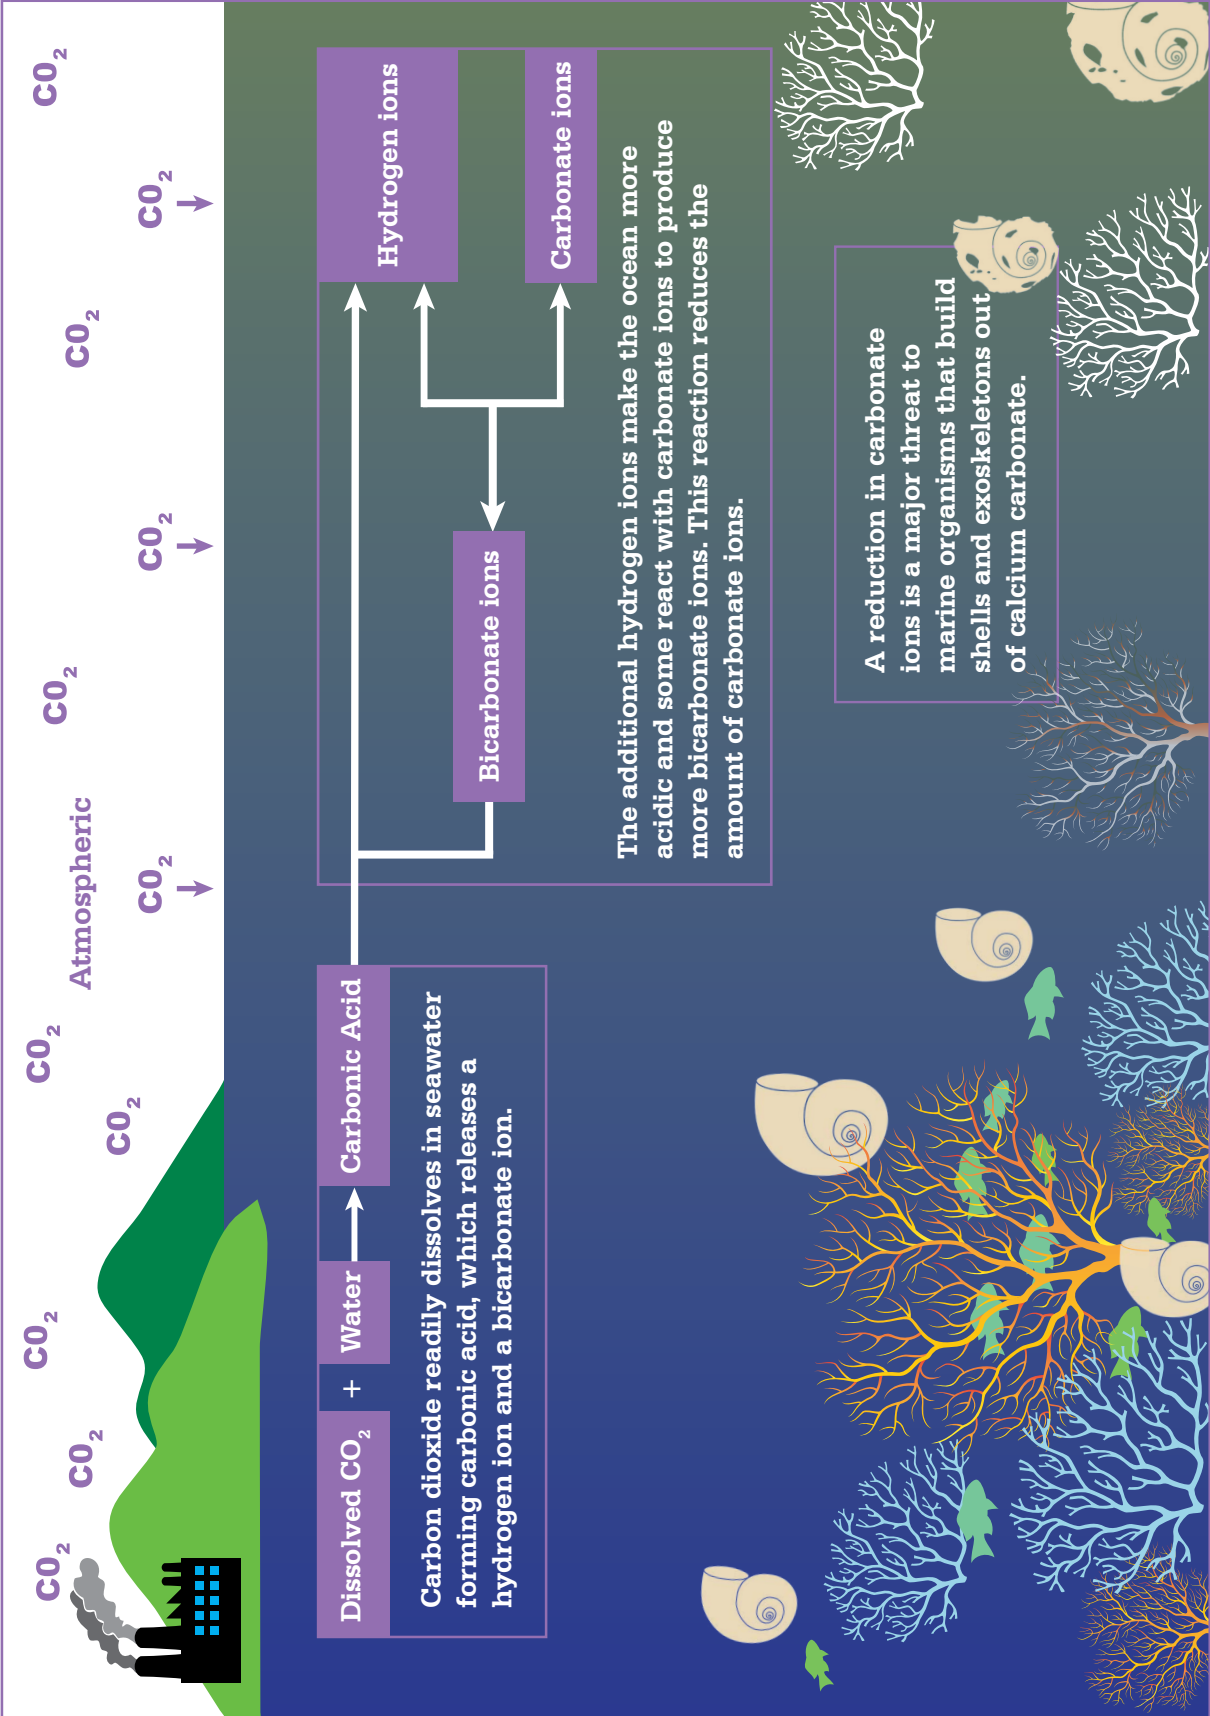 CO₂
CO₂
CO₂
CO₂
CO₂
Atmospheric
CO₂
CO₂
CO₂
CO₂
CO₂
CO₂
Dissolved CO₂ + Water
Carbonic Acid
Carbon dioxide readily dissolves in seawater
forming carbonic acid, which releases a
hydrogen ion and a bicarbonate ion.
Hydrogen ions
Bicarbonate ions
Carbonate ions
The additional hydrogen ions make the ocean more
acidic and some react with carbonate ions to produce
more bicarbonate ions. This reaction reduces the
amount of carbonate ions.
A reduction in carbonate
ions is a major threat to
marine organisms that build
shells and exoskeletons out
of calcium carbonate.